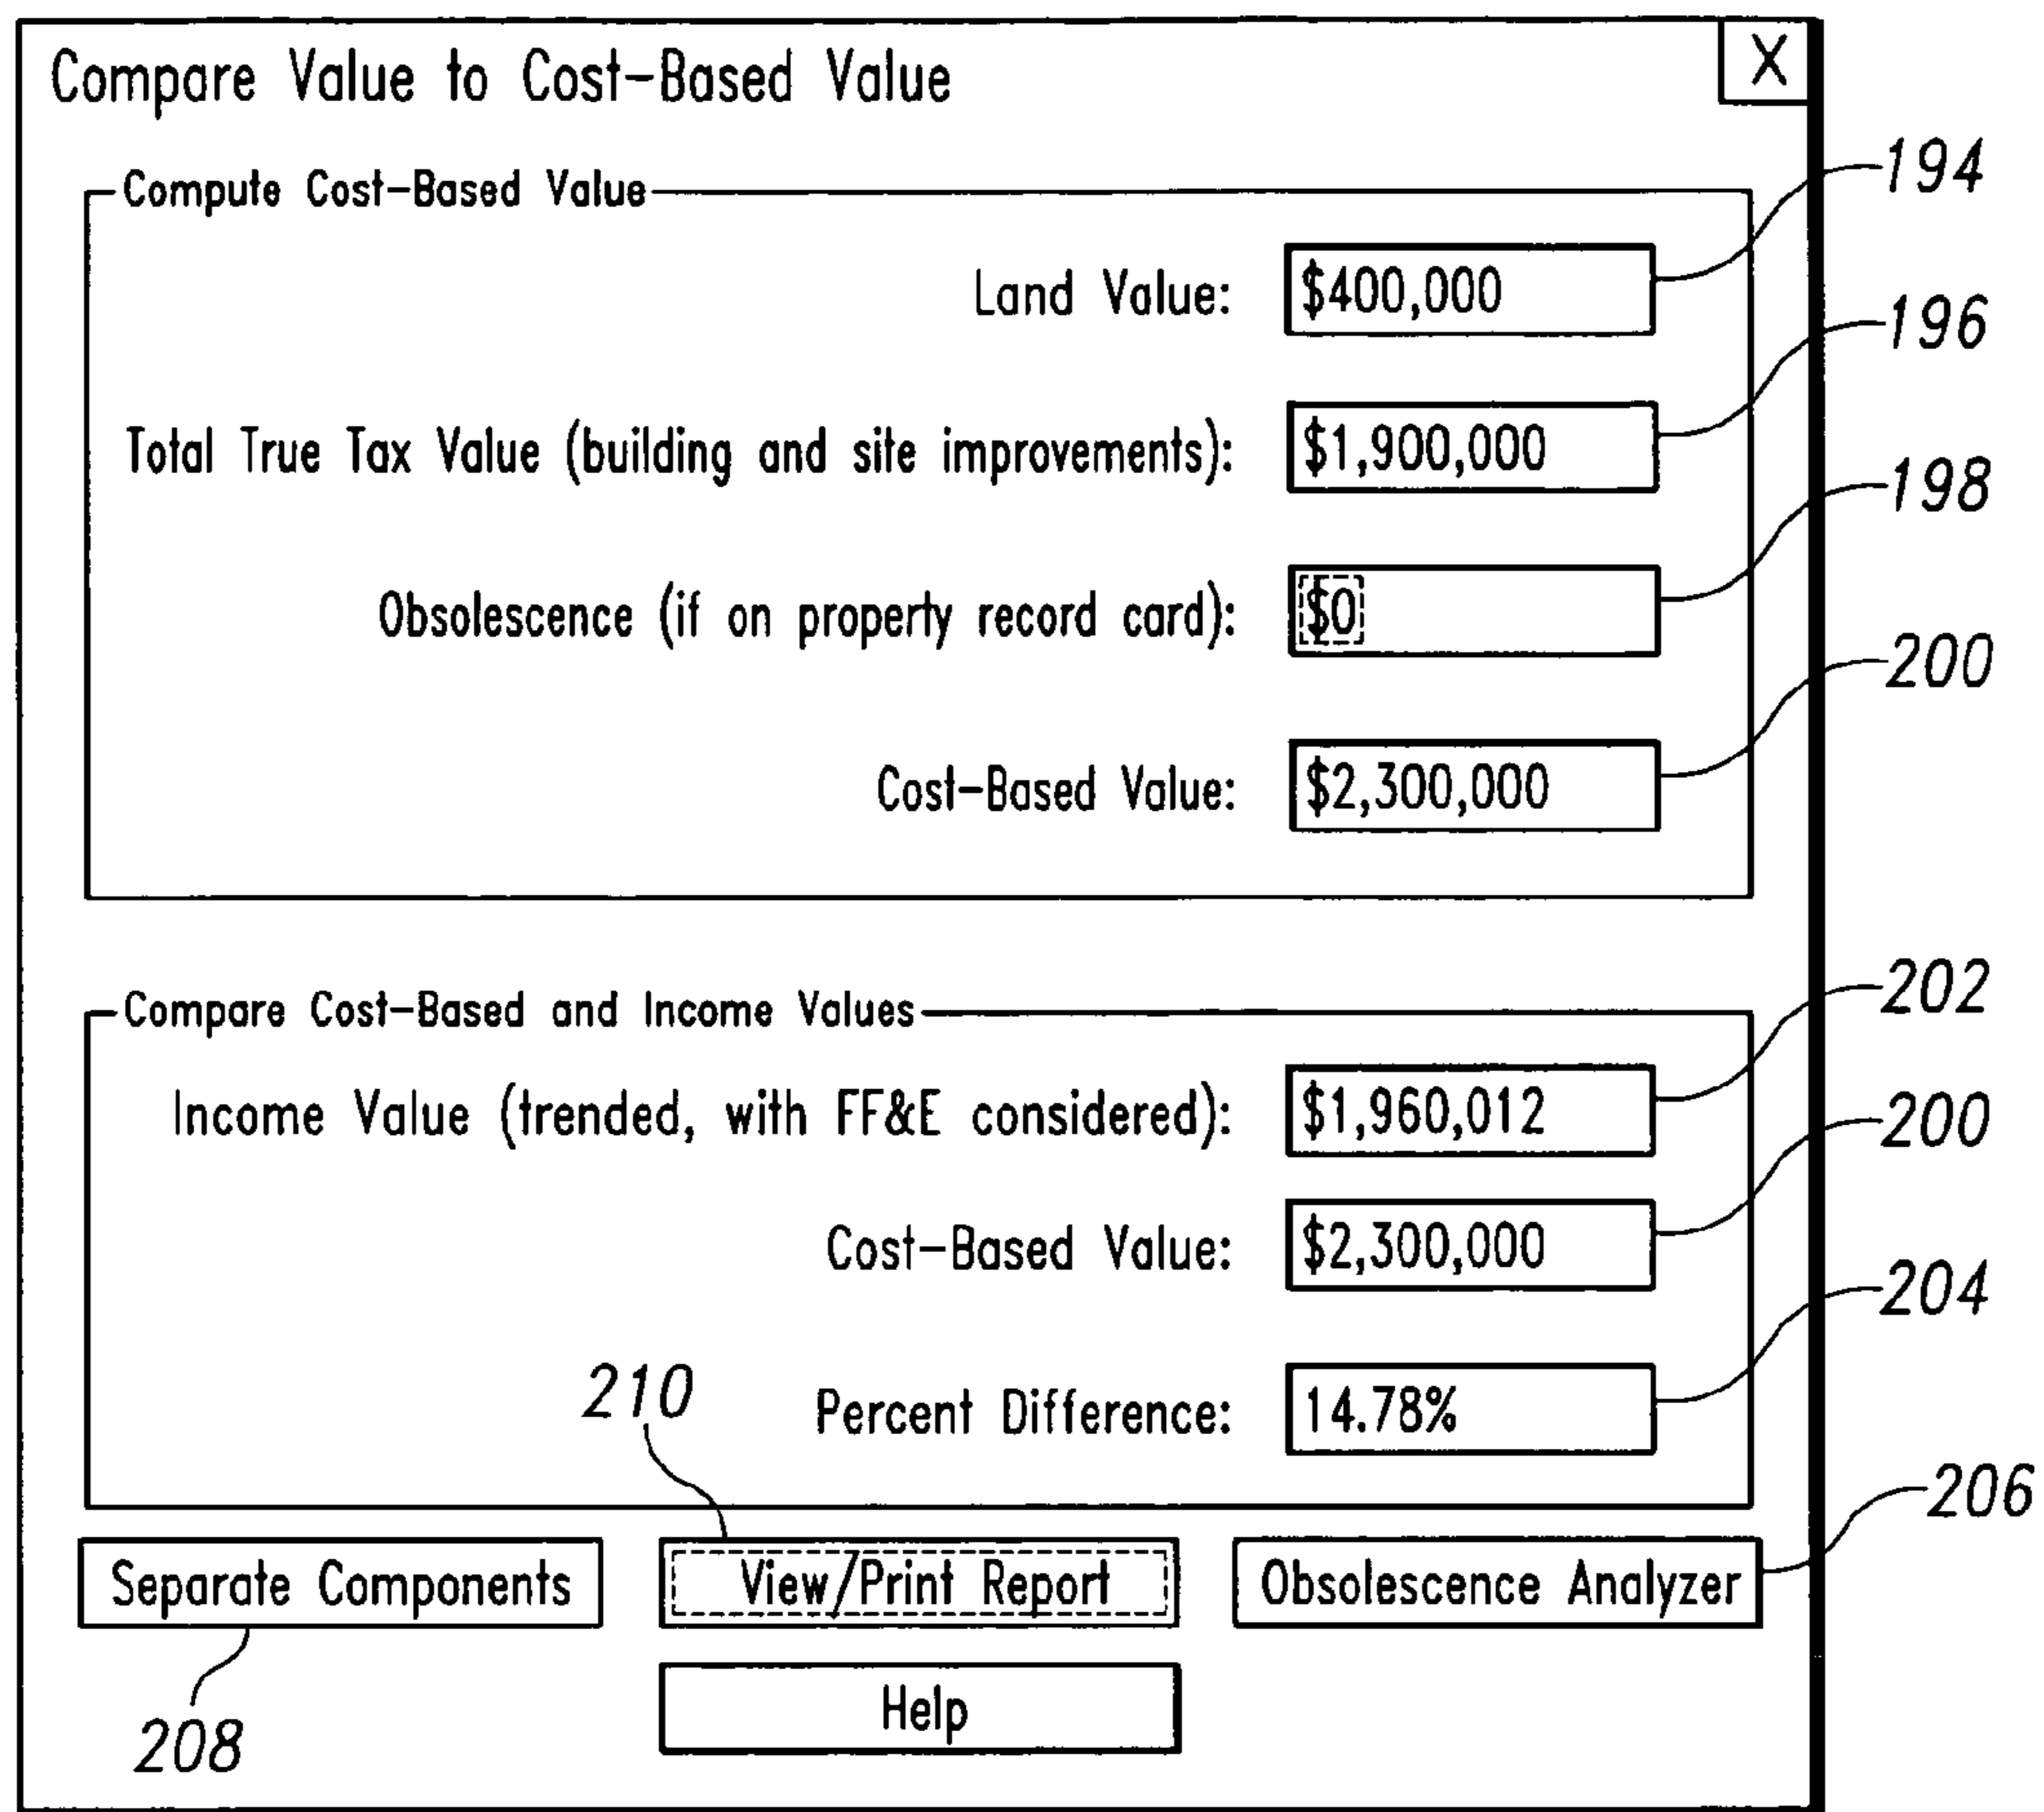 Compare Value to Cost-Based Value X
Compute Cost-Based Value
194
Land Value: $400,000
196
Total True Tax Value (building and site improvements): $1,900,000
198
Obsolescence (if on property record card): $0
200
Cost-Based Value: $2,300,000
Compare Cost-Based and Income Values
202
Income Value (trended, with FF&E considered): $1,960,012
200
Cost-Based Value: $2,300,000
204
210
Percent Difference: 14.78%
206
Separate Components View/Print Report Obsolescence Analyzer
Help
208